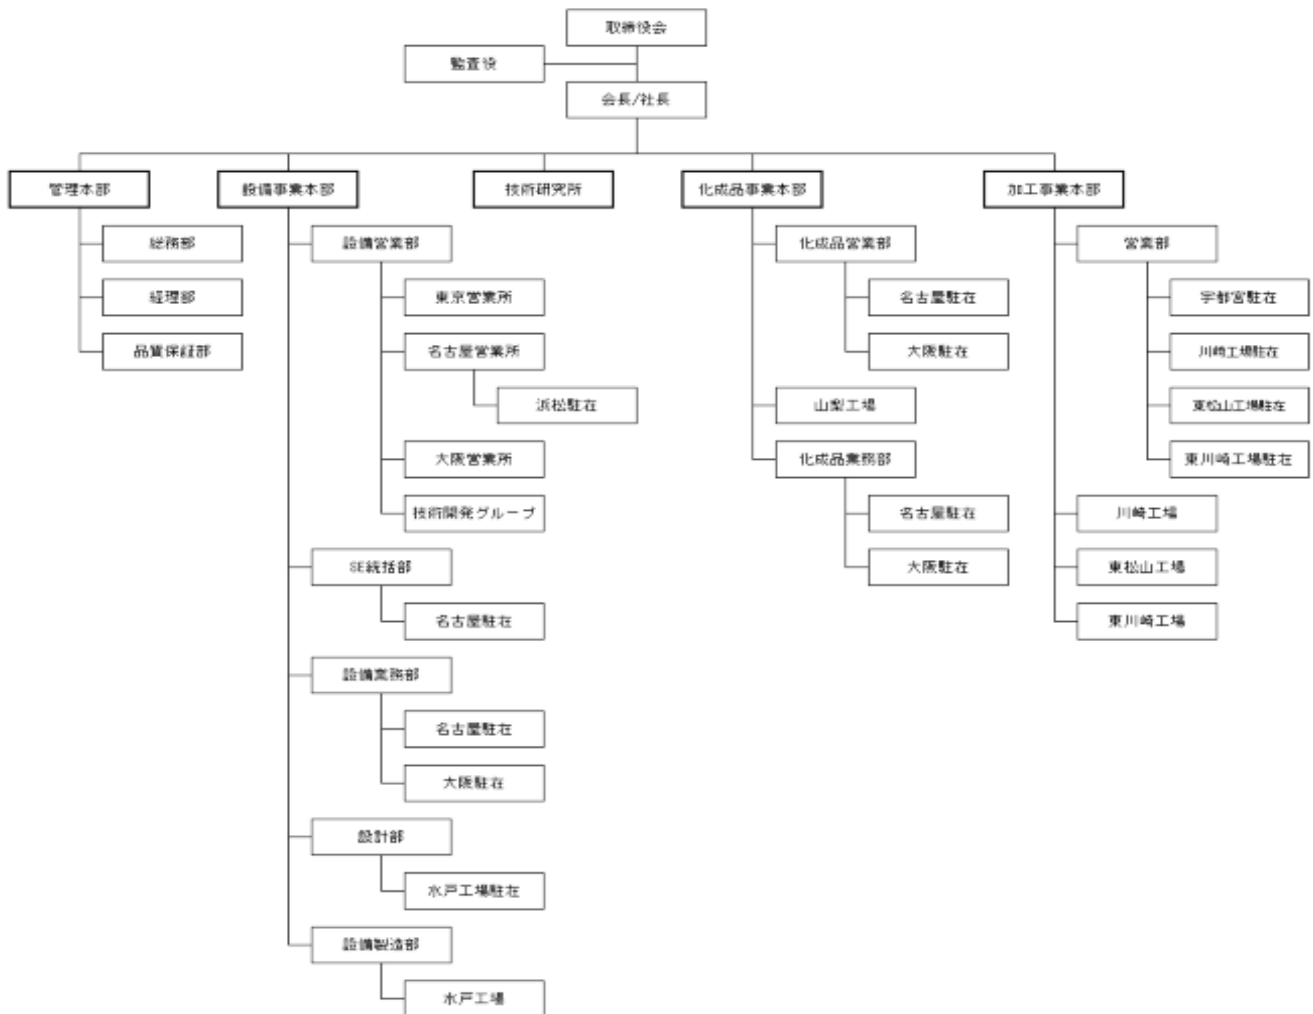 取締役会
監査役
会長/社長
管理本部
総務部
経理部
品質保証部
設備事業本部
設備営業部
東京営業所
名古屋営業所
浜松駐在
大阪営業所
技術開発グループ
SE統括部
名古屋駐在
設備業務部
名古屋駐在
大阪駐在
設計部
水戸工場駐在
設備製造部
水戸工場
技術研究所
化成品事業本部
化成品営業部
名古屋駐在
大阪駐在
山梨工場
化成品業務部
名古屋駐在
大阪駐在
加工事業本部
営業部
宇都宮駐在
川崎工場駐在
東松山工場駐在
東川崎工場駐在
川崎工場
東松山工場
東川崎工場